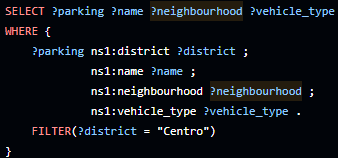 SELECT ?parking ?name ?neighbourhood ?vehicle_type
WHERE {
?parking ns1:district ?district ;
ns1:name ?name ;
ns1:neighbourhood ?neighbourhood ;
ns1:vehicle_type ?vehicle_type .
FILTER(?district = "Centro")
}